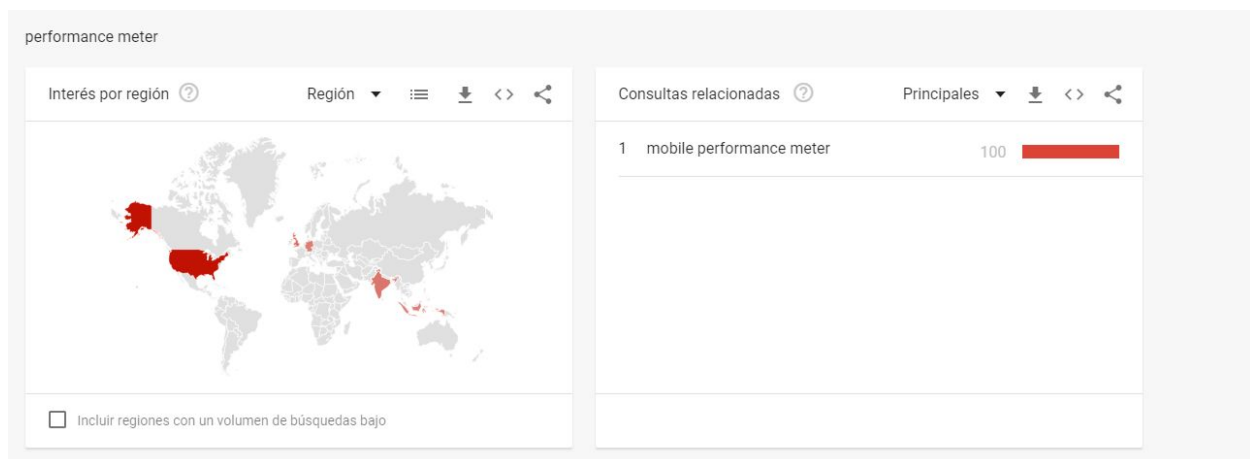 performance meter
Interés por región
Región
Consultas relacionadas
Principales
1 mobile performance meter 100
Incluir regiones con un volumen de búsquedas bajo